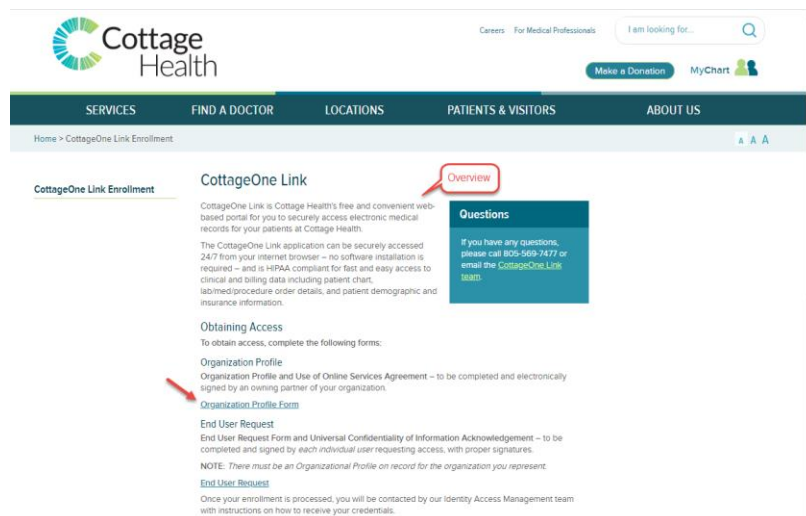 Cottage
Health
Careers For Medical Professionals
I am looking for...
Make a Donation
MyChart
SERVICES FIND A DOCTOR LOCATIONS PATIENTS & VISITORS ABOUT US
Home > CottageOne Link Enrollment
A A A
CottageOne Link Enrollment
CottageOne Link
Overview
CottageOne Link is Cottage Health's free and convenient web-
based portal for you to securely access electronic medical
records for your patients at Cottage Health.
The CottageOne Link application can be securely accessed
24/7 from your internet browser – no software installation is
required – and is HIPAA compliant for fast and easy access to
clinical and billing data including patient chart,
lab/med/procedure order details, and patient demographic and
insurance information.
Questions
If you have any questions,
please call 805-569-7477 or
email the CottageOne Link
team.
Obtaining Access
To obtain access, complete the following forms:
Organization Profile
Organization Profile and Use of Online Services Agreement – to be completed and electronically
signed by an owning partner of your organization.
Organization Profile Form
End User Request
End User Request Form and Universal Confidentiality of Information Acknowledgement – to be
completed and signed by each individual user requesting access, with proper signatures.
NOTE: There must be an Organizational Profile on record for the organization you represent.
End User Request
Once your enrollment is processed, you will be contacted by our Identity Access Management team
with instructions on how to receive your credentials.